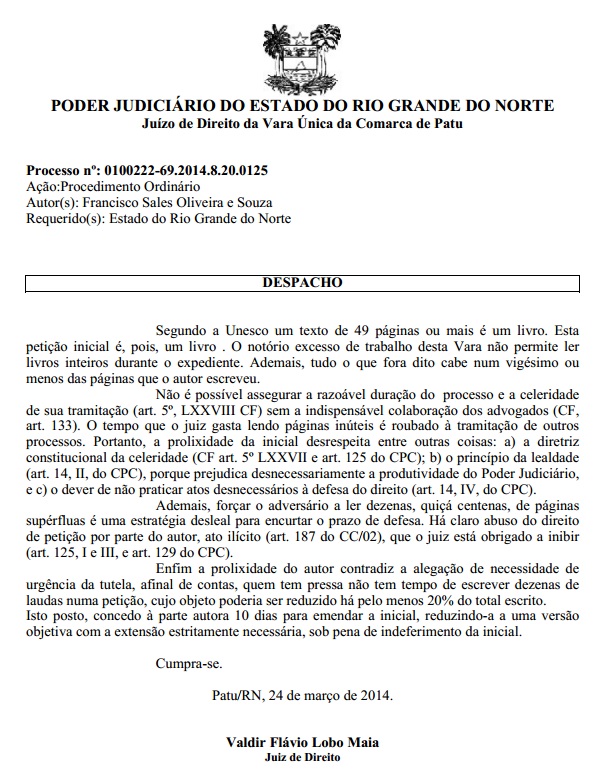 PODER JUDICIÁRIO DO ESTADO DO RIO GRANDE DO NORTE
Juízo de Direito da Vara Única da Comarca de Patu
Processo nº: 0100222-69.2014.8.20.0125
Ação:Procedimento Ordinário
Autor(s): Francisco Sales Oliveira e Souza
Requerido(s): Estado do Rio Grande do Norte
DESPACHO
Segundo a Unesco um texto de 49 páginas ou mais é um livro. Esta
petição inicial é, pois, um livro . O notório excesso de trabalho desta Vara não permite ler
livros inteiros durante o expediente. Ademais, tudo o que fora dito cabe num vigésimo ou
menos das páginas que o autor escreveu.
Não é possível assegurar a razoável duração do processo e a celeridade
de sua tramitação (art. 5º, LXXVIII CF) sem a indispensável colaboração dos advogados (CF,
art. 133). O tempo que o juiz gasta lendo páginas inúteis é roubado à tramitação de outros
processos. Portanto, a prolixidade da inicial desrespeita entre outras coisas: a) a diretriz
constitucional da celeridade (CF art. 5º LXXVII e art. 125 do CPC); b) o princípio da lealdade
(art. 14, II, do CPC), porque prejudica desnecessariamente a produtividade do Poder Judiciário,
e c) o dever de não praticar atos desnecessários à defesa do direito (art. 14, IV, do CPC).
Ademais, forçar o adversário a ler dezenas, quiçá centenas, de páginas
supérfluas é uma estratégia desleal para encurtar o prazo de defesa. Há claro abuso do direito
de petição por parte do autor, ato ilícito (art. 187 do CC/02), que o juiz está obrigado a inibir
(art. 125, I e III, e art. 129 do CPC).
Enfim a prolixidade do autor contradiz a alegação de necessidade de
urgência da tutela, afinal de contas, quem tem pressa não tem tempo de escrever dezenas de
laudas numa petição, cujo objeto poderia ser reduzido há pelo menos 20% do total escrito.
Isto posto, concedo à parte autora 10 dias para emendar a inicial, reduzindo-a a uma versão
objetiva com a extensão estritamente necessária, sob pena de indeferimento da inicial.
Cumpra-se.
Patu/RN, 24 de março de 2014.
Valdir Flávio Lobo Maia
Juiz de Direito